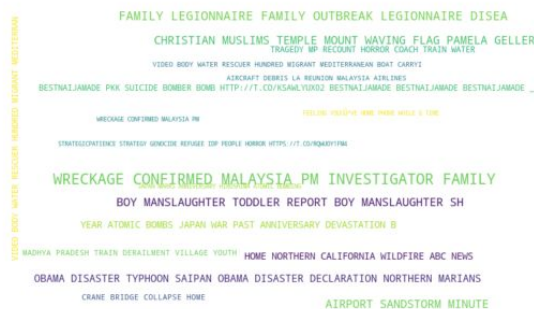 FAMILY LEGIONNAIRE FAMILY OUTBREAK LEGIONNAIRE DISEA
CHRISTIAN MUSLIMS TEMPLE MOUNT WAVING FLAG PAMELA GELLER
TRAGEDY MP RECOUNT HORROR COACH TRAIN WATER
VIDEO BODY WATER RESCUER HUNDRED MIGRANT MEDITERRANEAN BOAT CARRYI
AIRCRAFT DEBRIS LA REUNION MALAYSIA AIRLINES
BESTNAIJAMADE PKK SUICIDE BOMBER BOMB HTTP://T.CO/KSAWLYUX02 BESTNAIJAMADE BESTNAIJAMADE BESTNAIJAMADE _
WRECKAGE CONFIRMED MALAYSIA PM
STRATEGICPATIENCE STRATEGY GENOCIDE REFUGEE IDP PEOPLE HORROR
WRECKAGE CONFIRMED MALAYSIA PM INVESTIGATOR FAMILY
BOY MANSLAUGHTER TODDLER REPORT BOY MANSLAUGHTER SH
YEAR ATOMIC BOMBS JAPAN WAR PAST ANNIVERSARY DEVASTATION B
MADHYA PRADESH TRAIN DERAILMENT VILLAGE YOUTH
HOME NORTHERN CALIFORNIA WILDFIRE ABC NEWS
OBAMA DISASTER TYPHOON SAIPAN OBAMA DISASTER DECLARATION NORTHERN MARIANS
CRANE BRIDGE COLLAPSE HOME
AIRPORT SANDSTORM MINUTE
VIDEO BODY WATER RESCUER HUNDRED MIGRANT MEDITERRAN